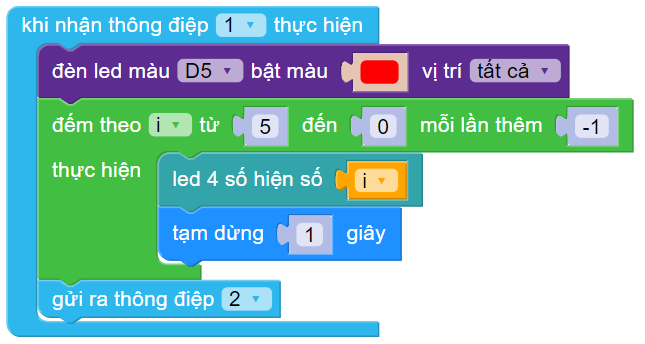 khi nhận thông điệp 1 thực hiện
đèn led màu D5 bật màu vị trí tất cả
đếm theo i từ 5 đến 0 mỗi lần thêm -1
thực hiện
led 4 số hiện số i
tạm dừng 1 giây
gửi ra thông điệp 2